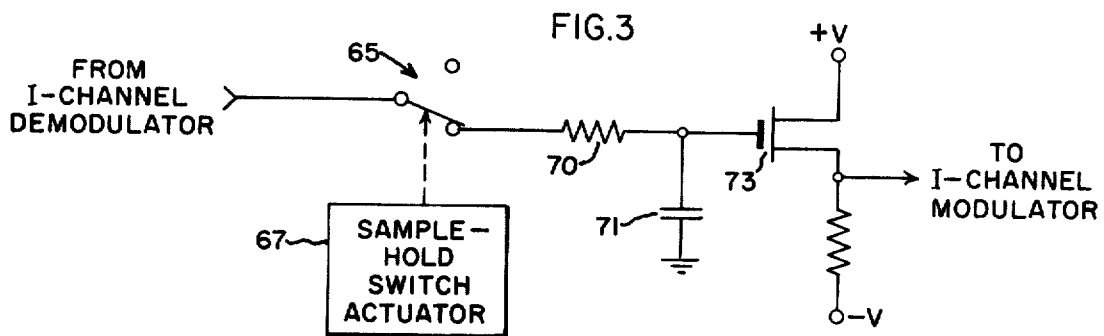 FIG.3
+V
65
FROM
I-CHANNEL
DEMODULATOR
70
73
TO
I-CHANNEL
MODULATOR
71
67
SAMPLE-
HOLD
SWITCH
ACTUATOR
-V